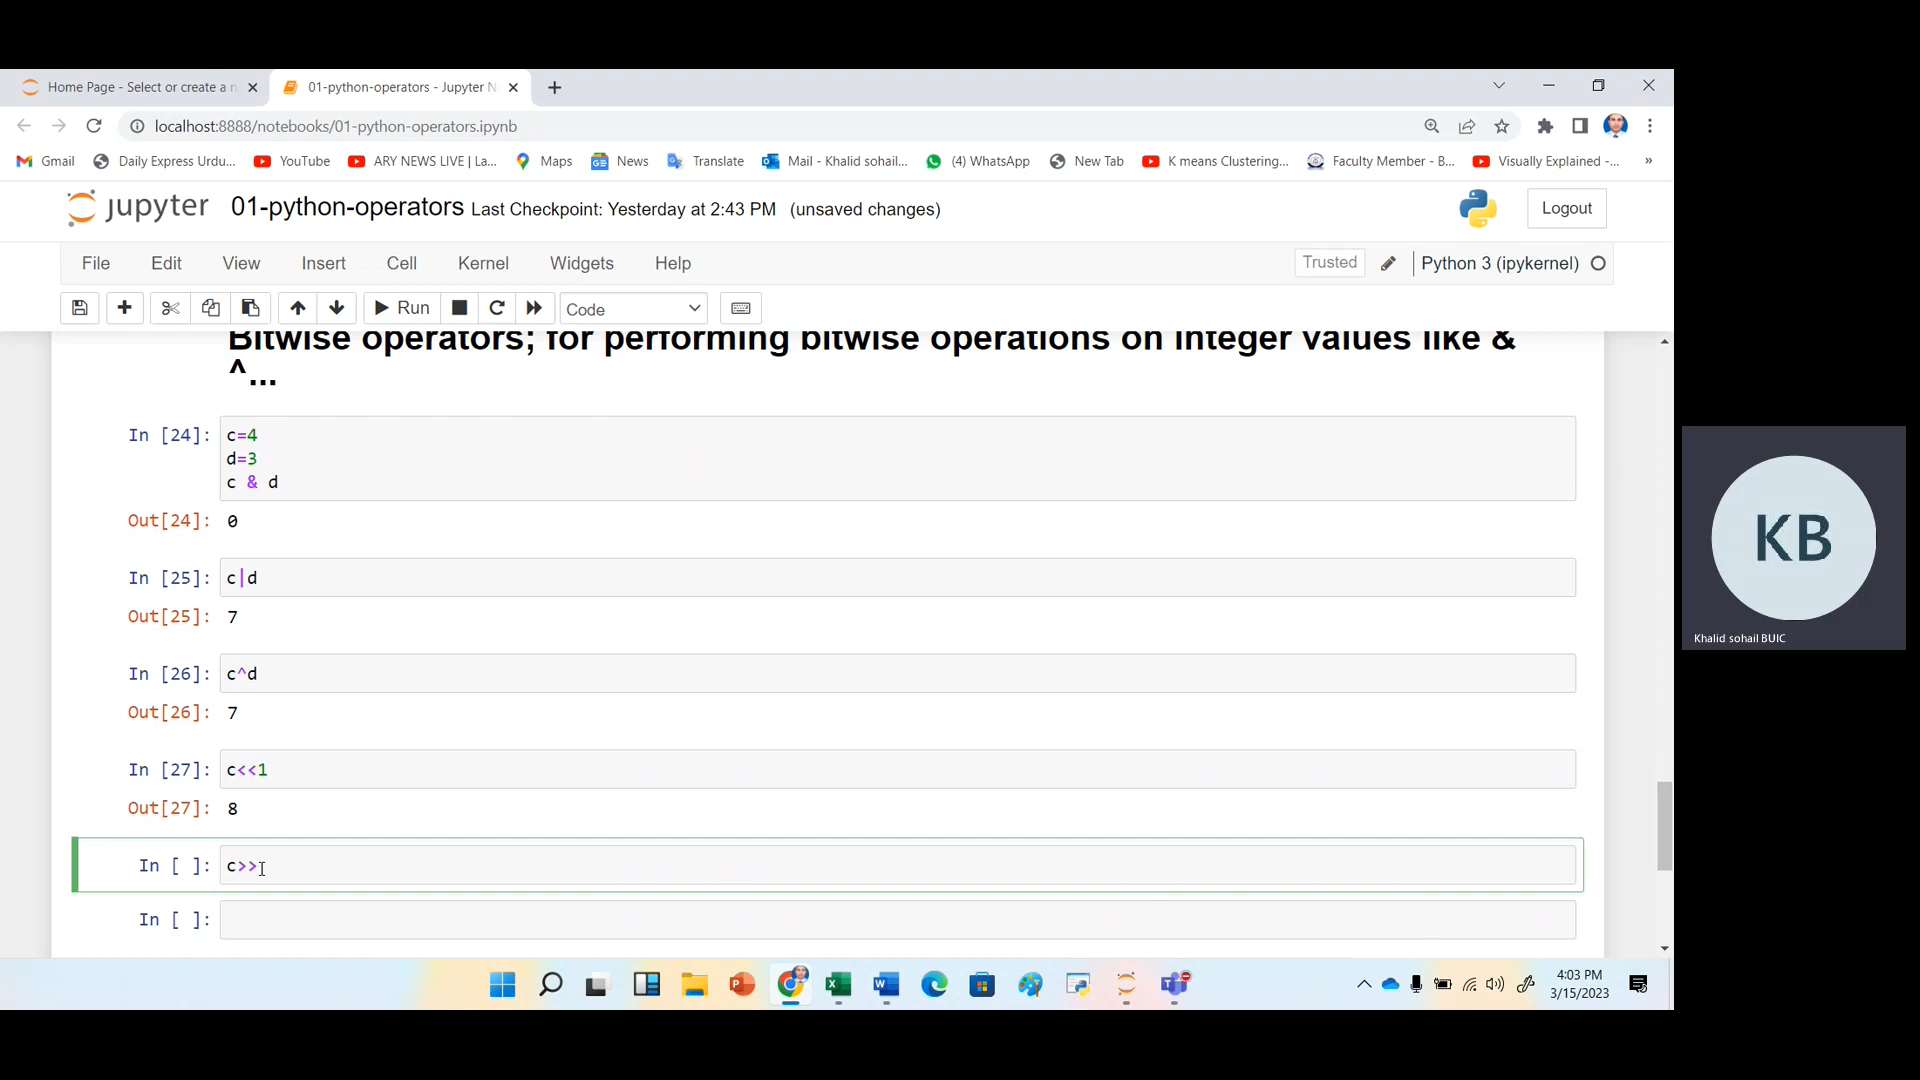 Home Page - Select or create a n
01-python-operators - Jupyter N
localhost:8888/notebooks/01-python-operators.ipynb
Gmail Daily Express Urdu... YouTube ARY NEWS LIVE | La... Maps News Translate Mail - Khalid sohail... (4) WhatsApp New Tab K means Clustering... Faculty Member - B... Visually Explained -... »
jupyter 01-python-operators Last Checkpoint: Yesterday at 2:43 PM (unsaved changes) Logout
File Edit View Insert Cell Kernel Widgets Help Trusted Python 3 (ipykernel)
Run Code
Bitwise operators; for performing bitwise operations on integer values like &
^...
In [24]: c=4
d=3
c & d
Out[24]: 0
In [25]: c|d
Out[25]: 7
In [26]: c^d
Out[26]: 7
In [27]: c<<1
Out[27]: 8
In [ ]: c>>
In [ ]:
KB
Khalid sohail BUIC
4:03 PM
3/15/2023